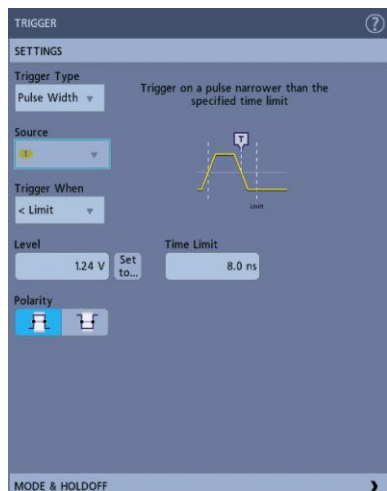 TRIGGER ?
SETTINGS
Trigger Type
Pulse Width
Trigger on a pulse narrower than the
specified time limit
Source
1
T
Trigger When
< Limit
Limit
Level
1.24 V
Set
to...
Time Limit
8.0 ns
Polarity
MODE & HOLDOFF